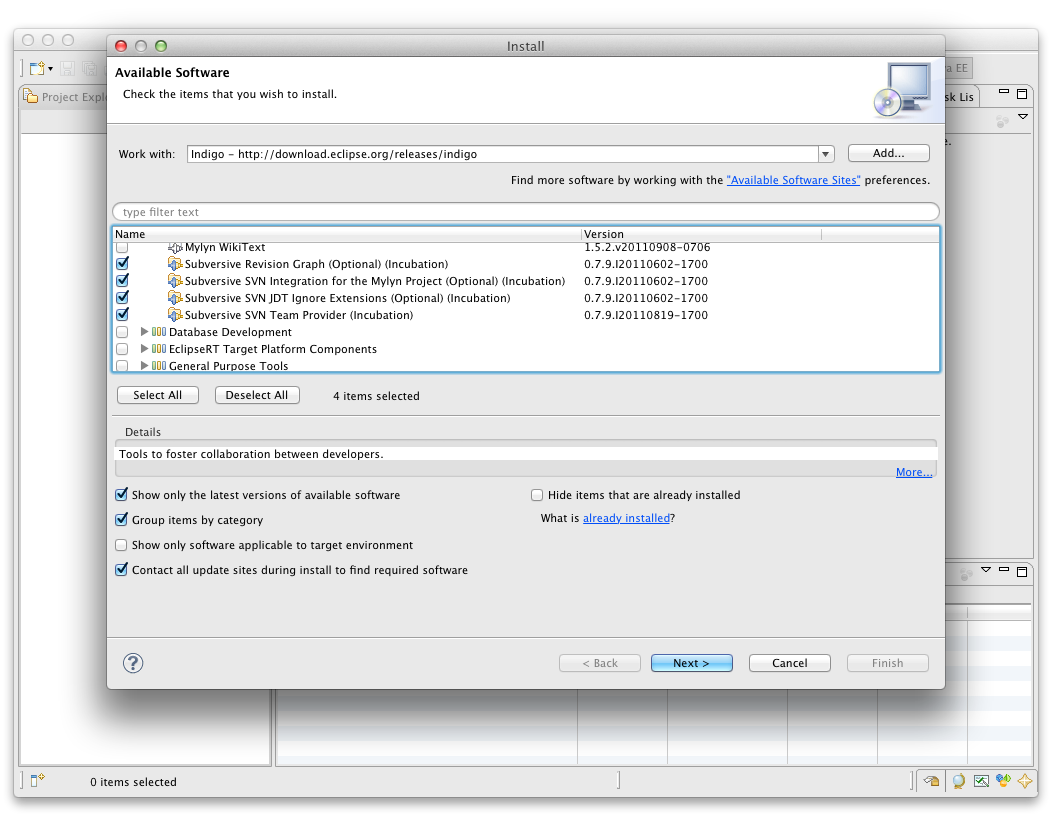 Install
Available Software
Check the items that you wish to install.
Java EE
Project Explo
sk Lis
Work with: Indigo - http://download.eclipse.org/releases/indigo Add...
Find more software by working with the "Available Software Sites" preferences.
type filter text
Name Version
Mylyn WikiText 1.5.2.v20110908-0706
Subversive Revision Graph (Optional) (Incubation) 0.7.9.I20110602-1700
Subversive SVN Integration for the Mylyn Project (Optional) (Incubation) 0.7.9.I20110602-1700
Subversive SVN JDT Ignore Extensions (Optional) (Incubation) 0.7.9.I20110602-1700
Subversive SVN Team Provider (Incubation) 0.7.9.I20110819-1700
Database Development
EclipseRT Target Platform Components
General Purpose Tools
Select All Deselect All 4 items selected
Details
Tools to foster collaboration between developers.
More...
Show only the latest versions of available software Hide items that are already installed
Group items by category What is already installed?
Show only software applicable to target environment
Contact all update sites during install to find required software
? < Back Next > Cancel Finish
0 items selected